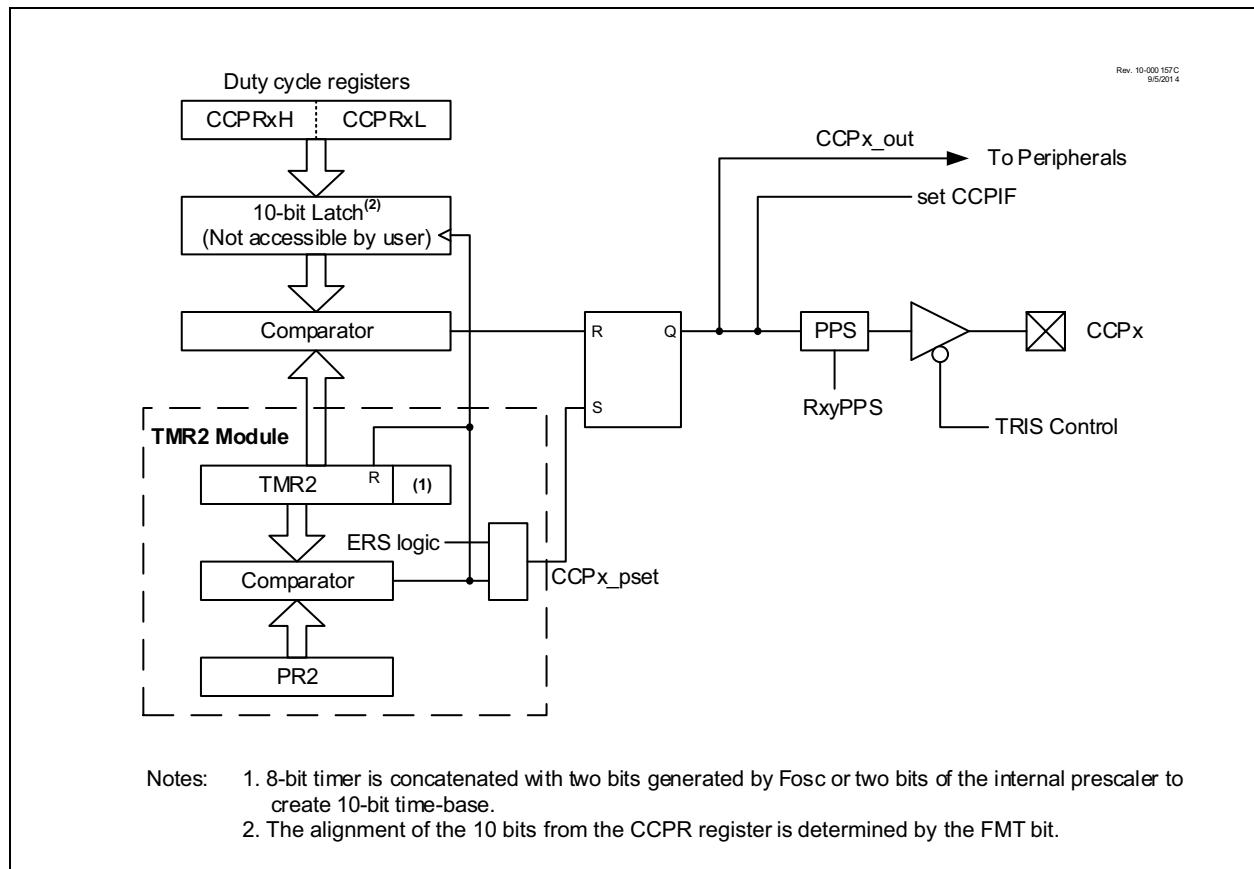 Rev. 10-000 157C
9/5/201 4
Duty cycle registers
CCPRxH CCPRxL
CCPx_out
To Peripherals
set CCPIF
10-bit Latch(2)
(Not accessible by user)
Comparator
R Q
S
PPS
CCPx
RxyPPS
TRIS Control
TMR2 Module
R
TMR2 (1)
ERS logic
CCPx_pset
Comparator
PR2
Notes: 1. 8-bit timer is concatenated with two bits generated by Fosc or two bits of the internal prescaler to
create 10-bit time-base.
2. The alignment of the 10 bits from the CCPR register is determined by the FMT bit.